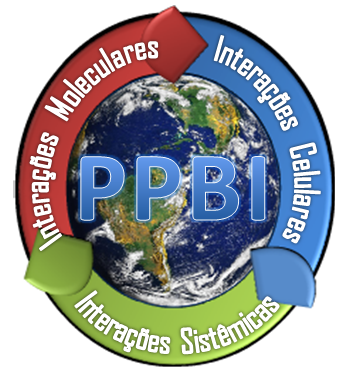 Interações Moleculares
Interações Celulares
PPBI
Interações Sistêmicas